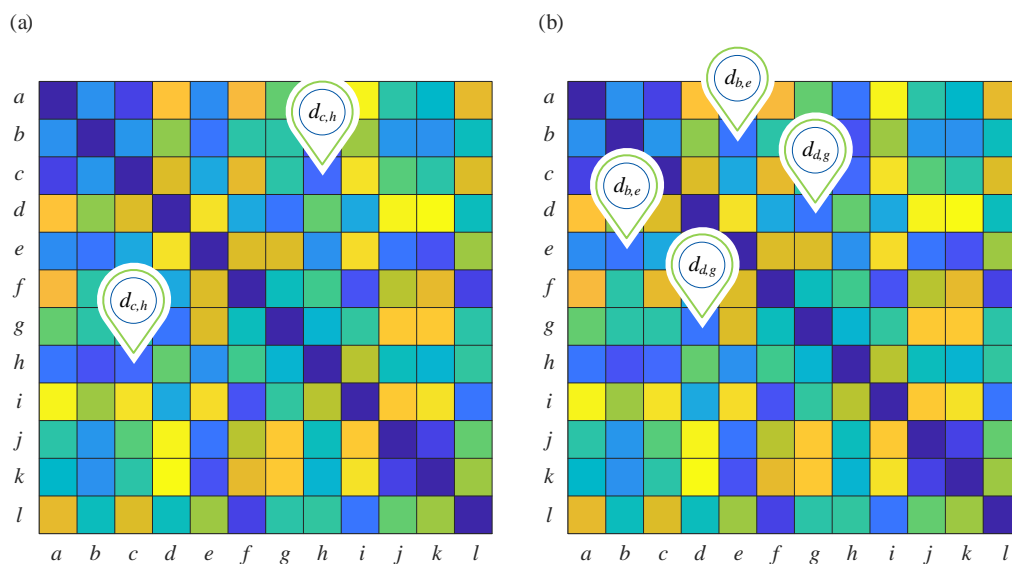 (a)
(b)
a
b
c
d
e
f
g
h
i
j
k
l
a b c d e f g h i j k l
d_{c,h}
d_{c,h}
a
b
c
d
e
f
g
h
i
j
k
l
a b c d e f g h i j k l
d_{b,e}
d_{d,g}
d_{b,e}
d_{d,g}